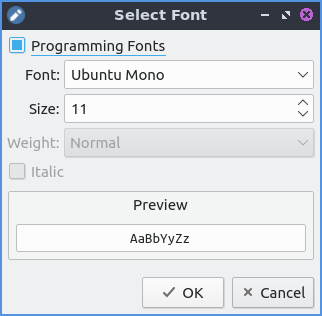 Select Font
Programming Fonts
Font: Ubuntu Mono
Size: 11
Weight: Normal
Italic
Preview
AaBbYyZz
OK Cancel